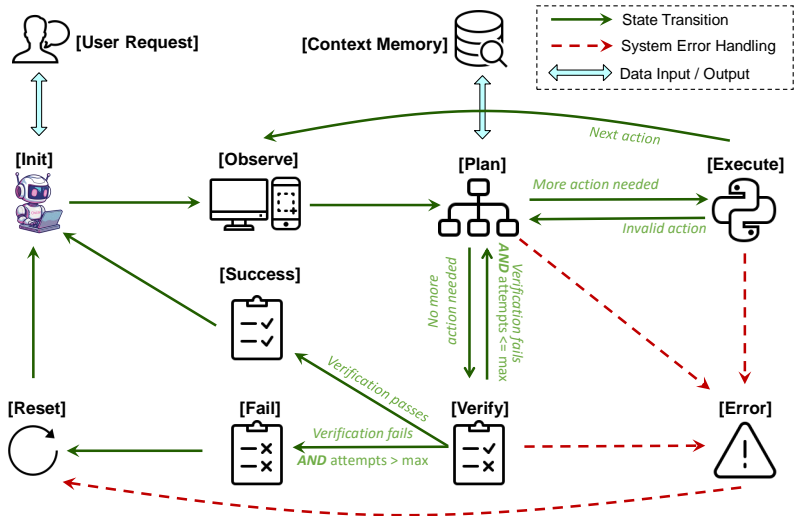 [User Request]
[Context Memory]
State Transition
System Error Handling
Data Input / Output
Next action
[Init]
[Observe]
[Plan]
[Execute]
More action needed
Invalid action
[Success]
No more
action needed
Verification fails
AND attempts <= max
Verification passes
[Reset]
[Fail]
Verification fails
AND attempts > max
[Verify]
[Error]